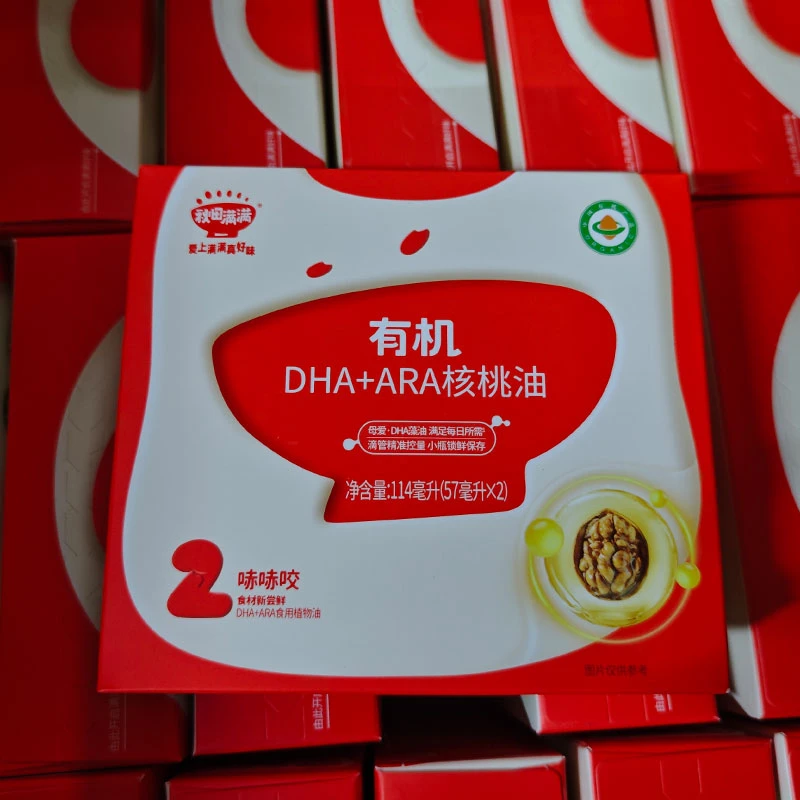 秋田满满
爱上满满真好味
有机
DHA+ARA核桃油
母爱·DHA藻油 满足每日所需
滴管精准控量 小瓶锁鲜保存
净含量:114毫升(57毫升X2)
2
哧哧咬
食材新尝鲜
DHA+ARA食用植物油
图片仅供参考